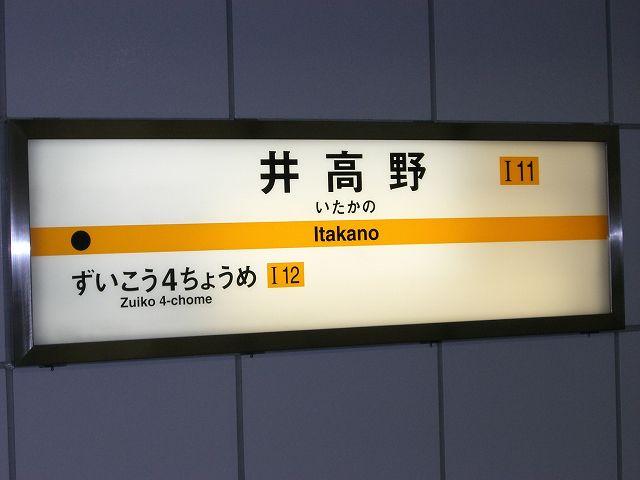 井高野 I11
いたかの
Itakano
ずいこう4ちょうめ I12
Zuiko 4-chome